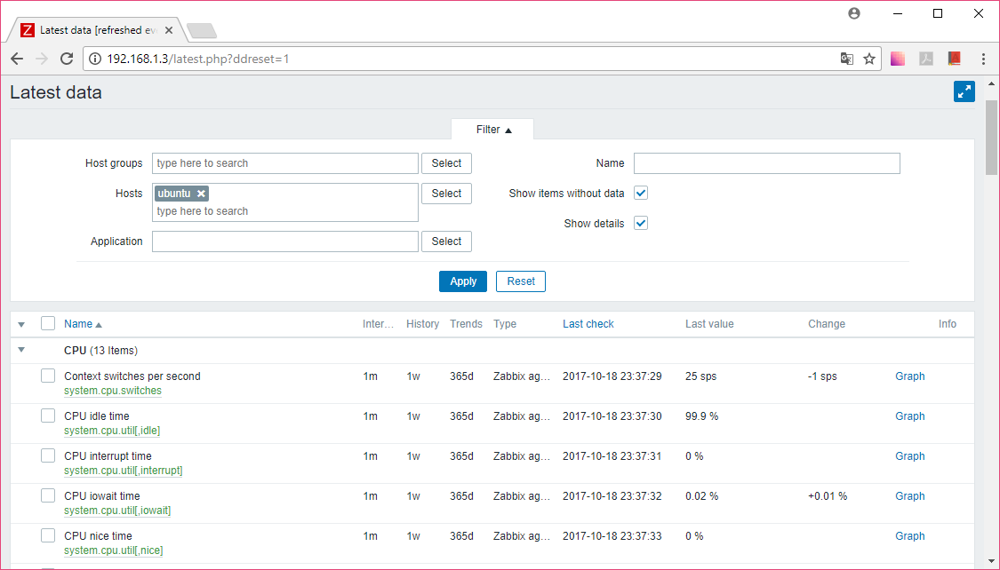 Latest data [refreshed eve
192.168.1.3/latest.php?ddreset=1
Latest data
Filter ▲
Host groups type here to search Select Name
Hosts ubuntu ✖ Select Show items without data
type here to search
Show details
Application Select
Apply Reset
Name ▲ Inter... History Trends Type Last check Last value Change Info
CPU (13 Items)
Context switches per second 1m 1w 365d Zabbix ag... 2017-10-18 23:37:29 25 sps -1 sps Graph
system.cpu.switches
CPU idle time 1m 1w 365d Zabbix ag... 2017-10-18 23:37:30 99.9 % Graph
system.cpu.util[,idle]
CPU interrupt time 1m 1w 365d Zabbix ag... 2017-10-18 23:37:31 0 % Graph
system.cpu.util[,interrupt]
CPU iowait time 1m 1w 365d Zabbix ag... 2017-10-18 23:37:32 0.02 % +0.01 % Graph
system.cpu.util[,iowait]
CPU nice time 1m 1w 365d Zabbix ag... 2017-10-18 23:37:33 0 % Graph
system.cpu.util[,nice]